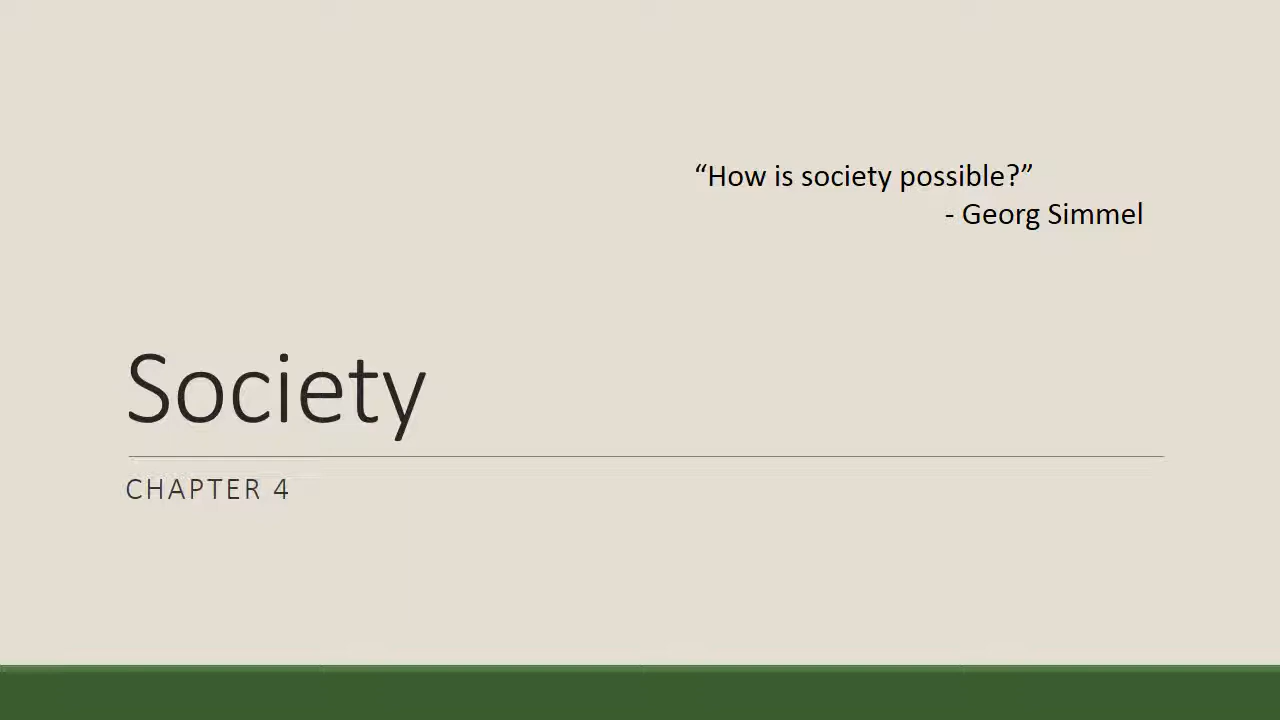 “How is society possible?”
- Georg Simmel
Society
CHAPTER 4